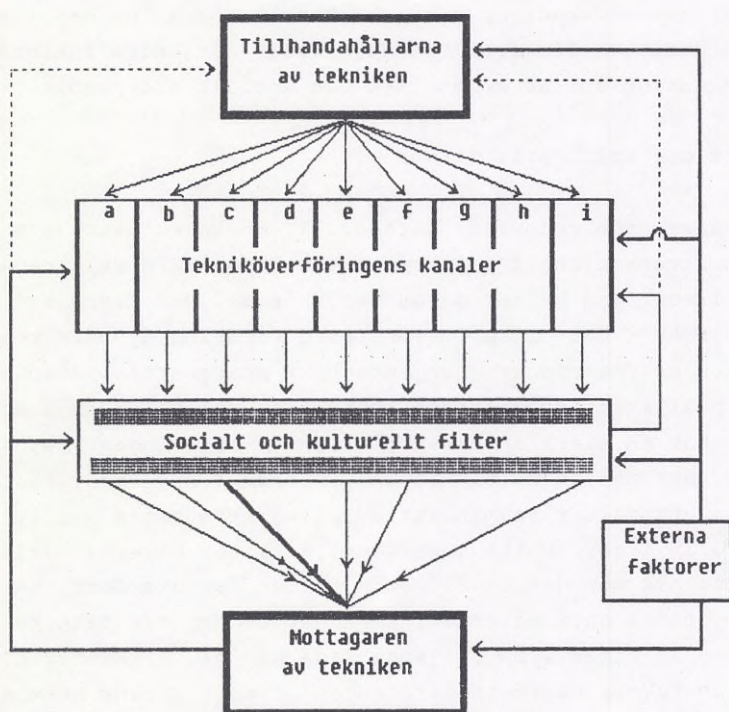 Tillhandahållarna
av tekniken
a b c d e f g h i
Tekniköverföringens kanaler
Socialt och kulturellt filter
Externa
faktorer
Mottagaren
av tekniken